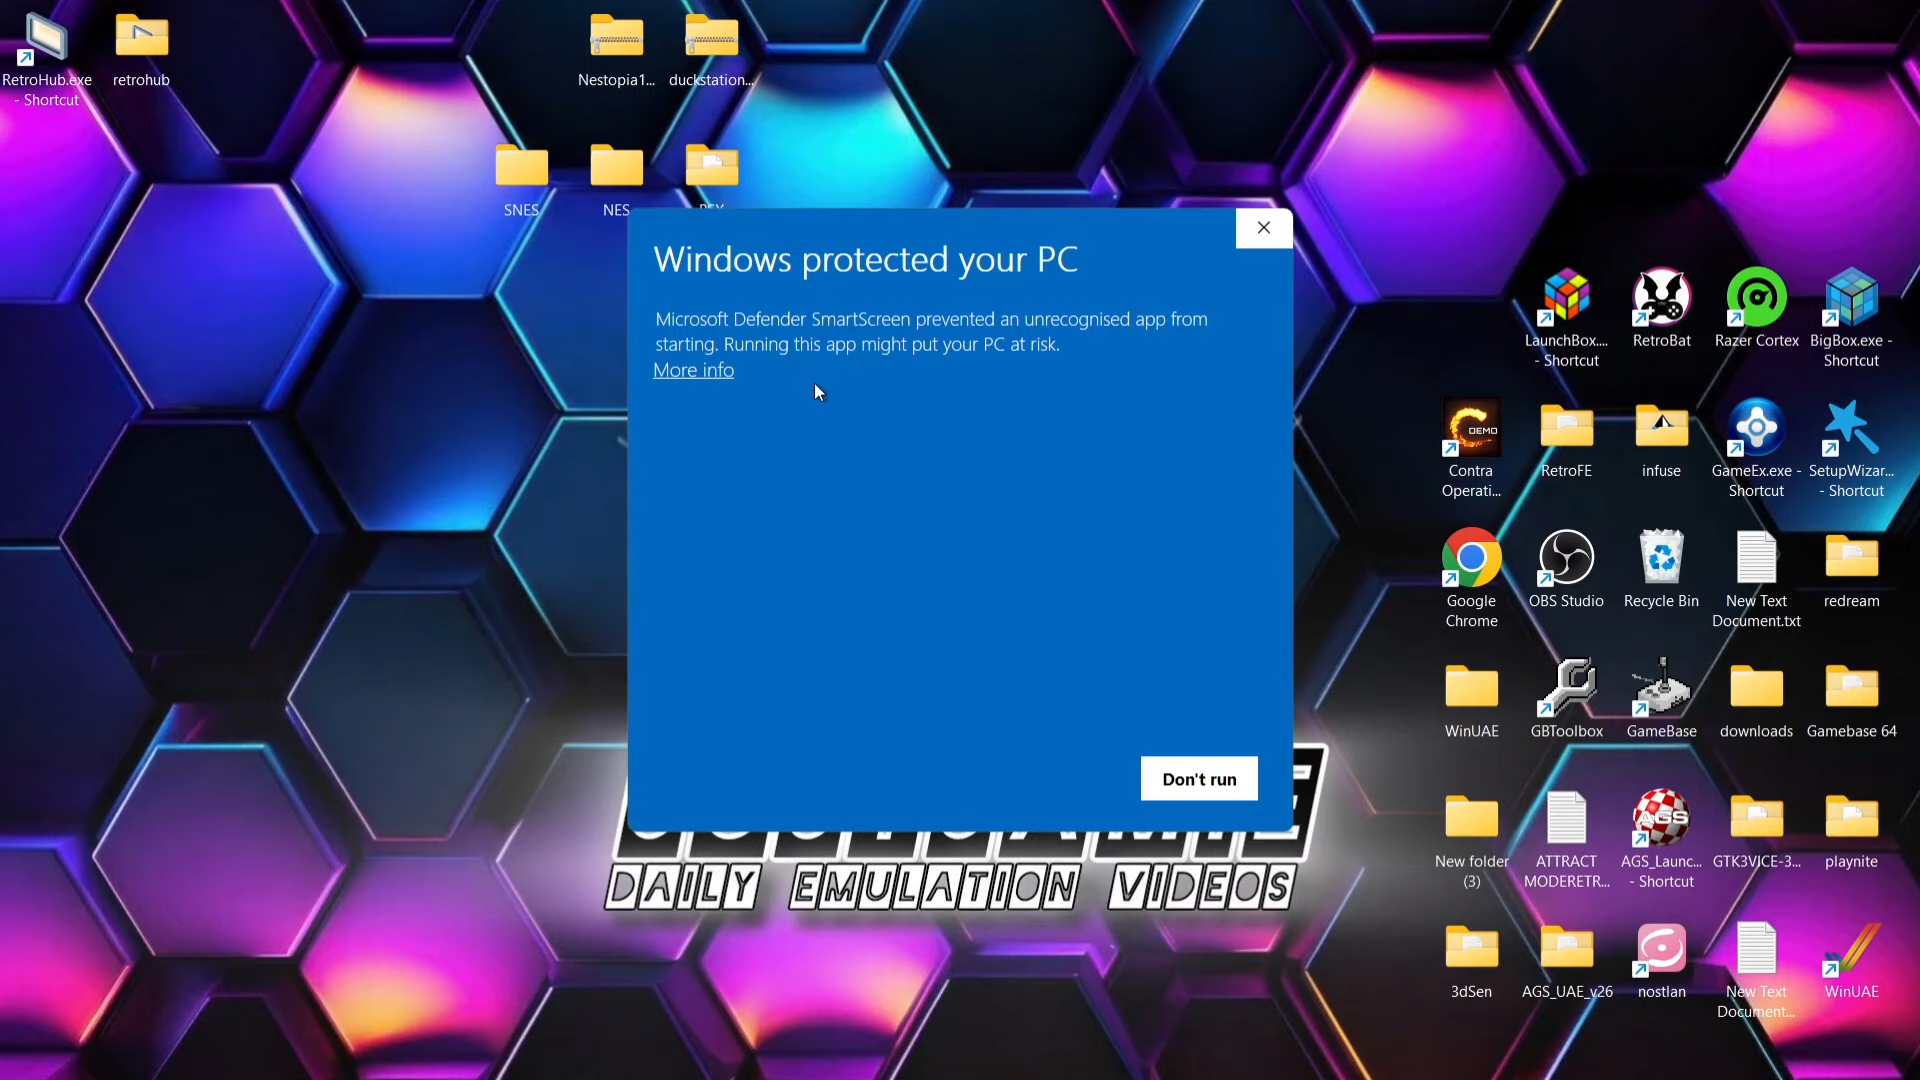 RetroHub.exe
- Shortcut
retrohub
Nestopia1...
duckstation...
SNES
NES
Windows protected your PC
Microsoft Defender SmartScreen prevented an unrecognised app from
starting. Running this app might put your PC at risk.
More info
Don't run
DAILY EMULATION VIDEOS
LaunchBox....
- Shortcut
RetroBat
Razer Cortex
BigBox.exe -
Shortcut
DEMO
Contra
Operati...
RetroFE
infuse
GameEx.exe -
Shortcut
SetupWizar...
- Shortcut
Google
Chrome
OBS Studio
Recycle Bin
New Text
Document.txt
redream
WinUAE
GBToolbox
GameBase
downloads
Gamebase 64
New folder
(3)
ATTRACT
MODERETR...
AGS
AGS_Launc...
- Shortcut
GTK3VICE-3...
playnite
3dSen
AGS_UAE_v26
nostlan
New Text
Document...
WinUAE